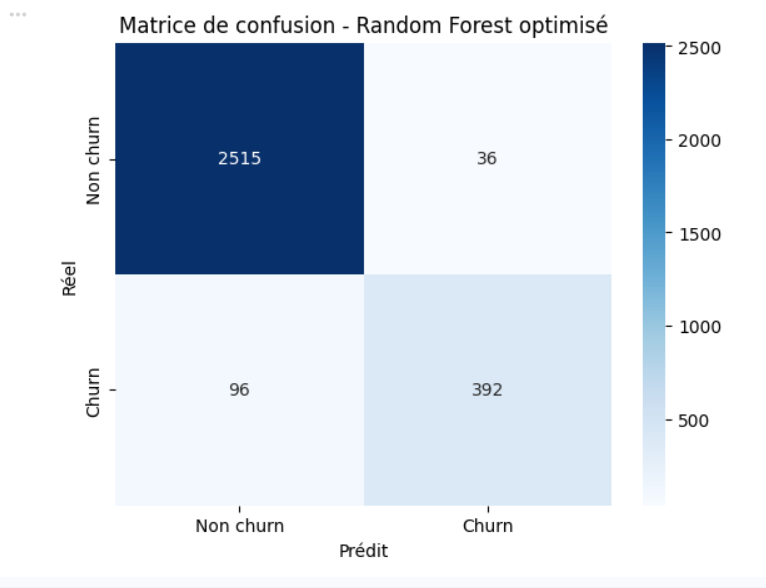 Matrice de confusion - Random Forest optimisé
2500
2000
1500
1000
500
Réel
Non churn
2515
36
Churn
96
392
Non churn
Churn
Prédit